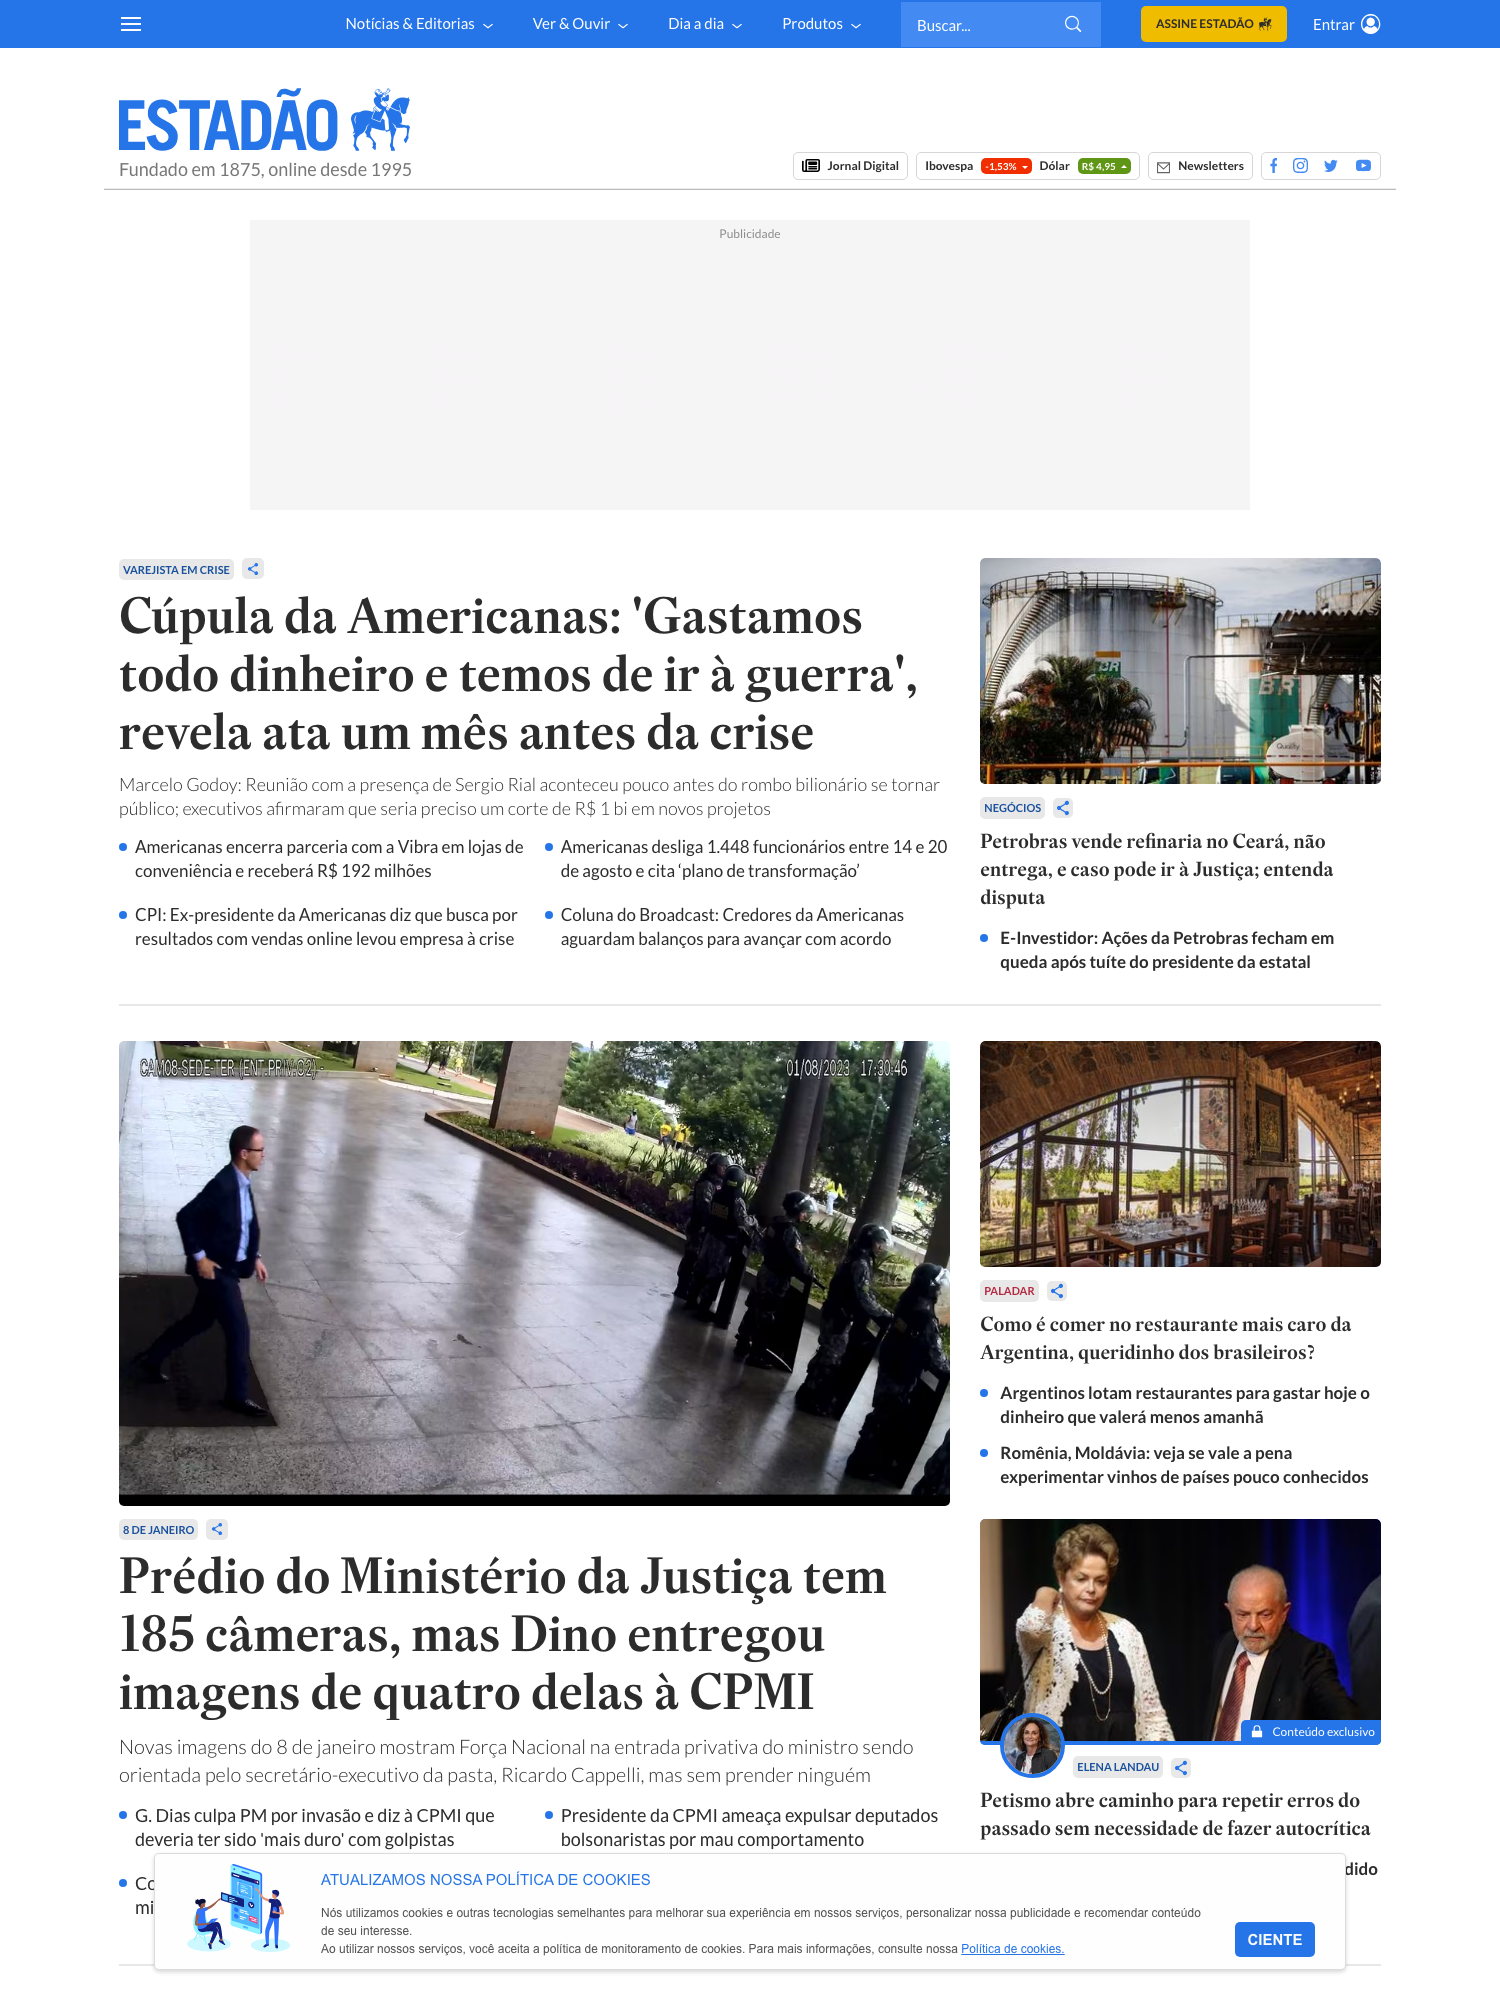 Notícias & Editorias
Ver & Ouvir
Dia a dia
Produtos
Buscar...
ASSINE ESTADÃO
Entrar
ESTADÃO
Fundado em 1875, online desde 1995
Jornal Digital
Ibovespa -1,53% Dólar R$ 4,95
Newsletters
Publicidade
VAREJISTA EM CRISE
Cúpula da Americanas: 'Gastamos
todo dinheiro e temos de ir à guerra',
revela ata um mês antes da crise
Marcelo Godoy: Reunião com a presença de Sergio Rial aconteceu pouco antes do rombo bilionário se tornar
público; executivos afirmaram que seria preciso um corte de R$ 1 bi em novos projetos
Americanas encerra parceria com a Vibra em lojas de
conveniência e receberá R$ 192 milhões
Americanas desliga 1.448 funcionários entre 14 e 20
de agosto e cita ‘plano de transformação’
CPI: Ex-presidente da Americanas diz que busca por
resultados com vendas online levou empresa à crise
Coluna do Broadcast: Credores da Americanas
aguardam balanços para avançar com acordo
BR
BR
Quality
NEGÓCIOS
Petrobras vende refinaria no Ceará, não
entrega, e caso pode ir à Justiça; entenda
disputa
E-Investidor: Ações da Petrobras fecham em
queda após tuíte do presidente da estatal
CAM08-SEDE-TER (ENT.PRIV.G2) -
01/08/2023 17:30:46
8 DE JANEIRO
Prédio do Ministério da Justiça tem
185 câmeras, mas Dino entregou
imagens de quatro delas à CPMI
Novas imagens do 8 de janeiro mostram Força Nacional na entrada privativa do ministro sendo
orientada pelo secretário-executivo da pasta, Ricardo Cappelli, mas sem prender ninguém
G. Dias culpa PM por invasão e diz à CPMI que
deveria ter sido 'mais duro' com golpistas
Presidente da CPMI ameaça expulsar deputados
bolsonaristas por mau comportamento
Co
mi
PALADAR
Como é comer no restaurante mais caro da
Argentina, queridinho dos brasileiros?
Argentinos lotam restaurantes para gastar hoje o
dinheiro que valerá menos amanhã
Romênia, Moldávia: veja se vale a pena
experimentar vinhos de países pouco conhecidos
Conteúdo exclusivo
ELENA LANDAU
Petismo abre caminho para repetir erros do
passado sem necessidade de fazer autocrítica
dido
ATUALIZAMOS NOSSA POLÍTICA DE COOKIES
Nós utilizamos cookies e outras tecnologias semelhantes para melhorar sua experiência em nossos serviços, personalizar nossa publicidade e recomendar conteúdo
de seu interesse.
Ao utilizar nossos serviços, você aceita a política de monitoramento de cookies. Para mais informações, consulte nossa Política de cookies.
CIENTE